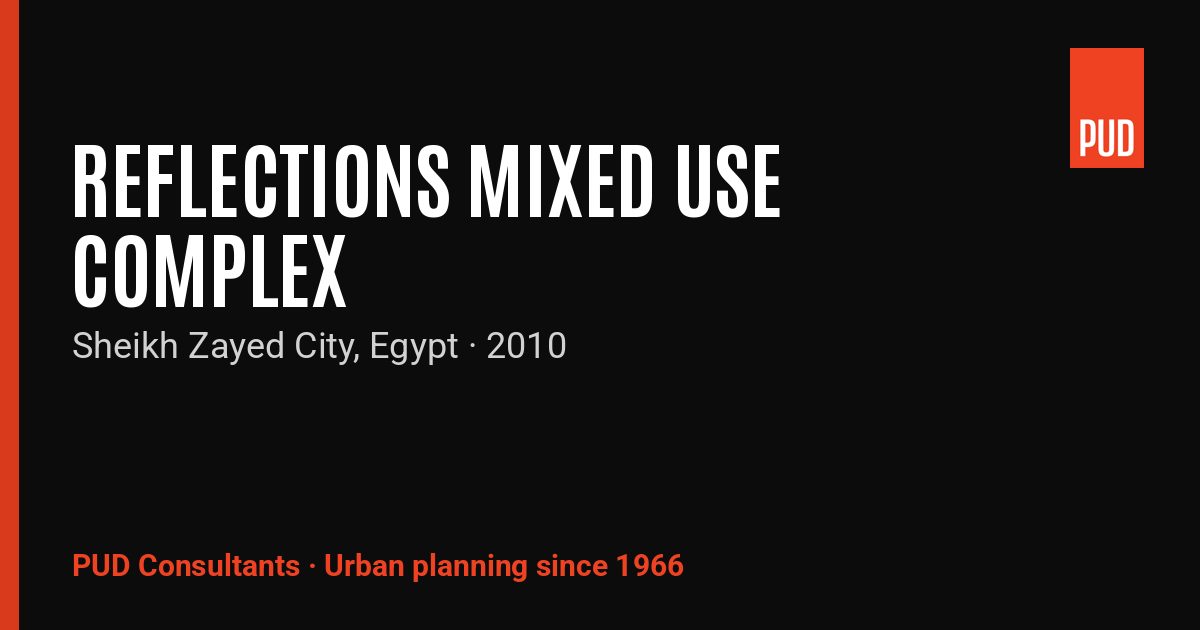 PUD
REFLECTIONS MIXED USE
COMPLEX
Sheikh Zayed City, Egypt · 2010
PUD Consultants · Urban planning since 1966